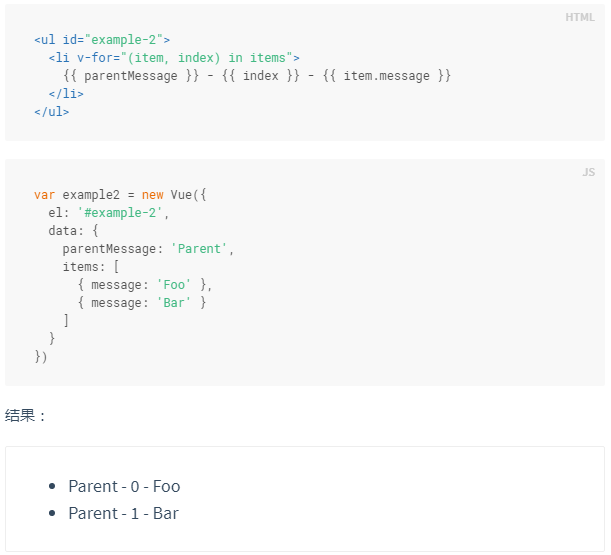 HTML
<ul id="example-2">
  <li v-for="(item, index) in items">
    {{ parentMessage }} - {{ index }} - {{ item.message }}
  </li>
</ul>
JS
var example2 = new Vue({
  el: '#example-2',
  data: {
    parentMessage: 'Parent',
    items: [
      { message: 'Foo' },
      { message: 'Bar' }
    ]
  }
})
结果：
• Parent - 0 - Foo
• Parent - 1 - Bar